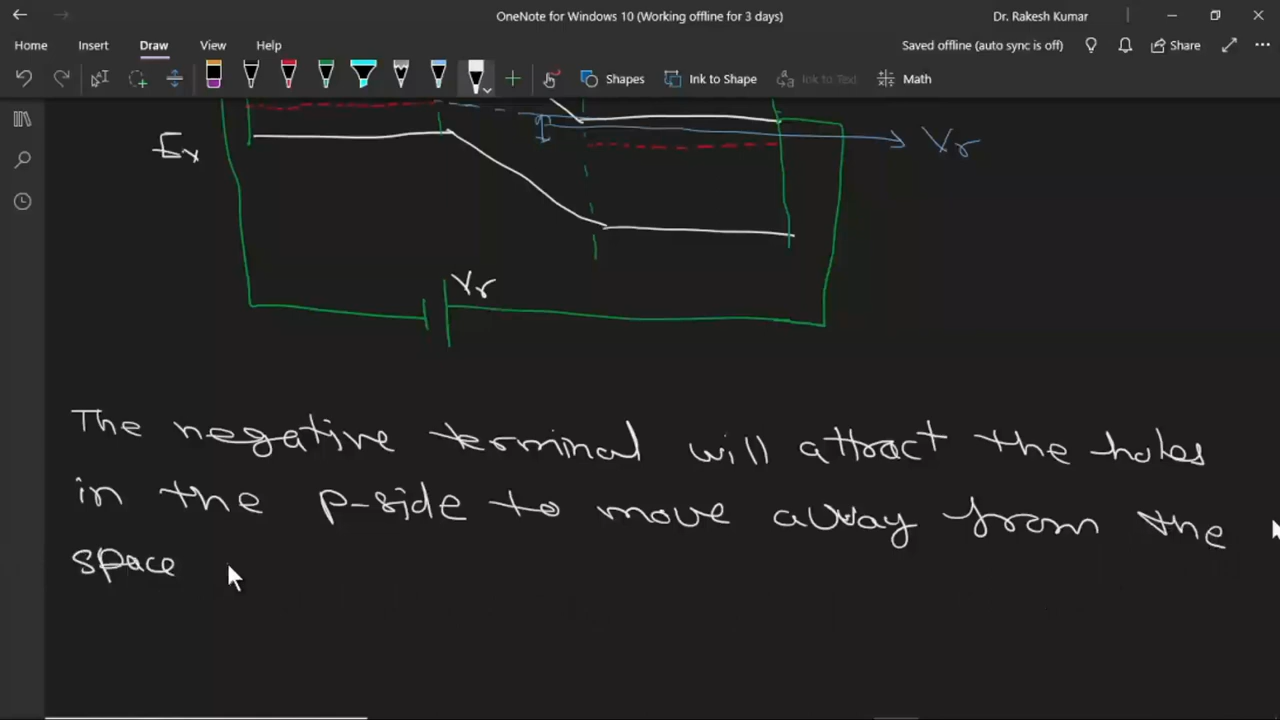 OneNote for Windows 10 (Working offline for 3 days)
Dr. Rakesh Kumar
Home Insert Draw View Help
Saved offline (auto sync is off)
Share
Shapes
Ink to Shape
Ink to Text
Math
Ev
Vr
Vr
The negative terminal will attract the holes
in the p-side to move away from the
space